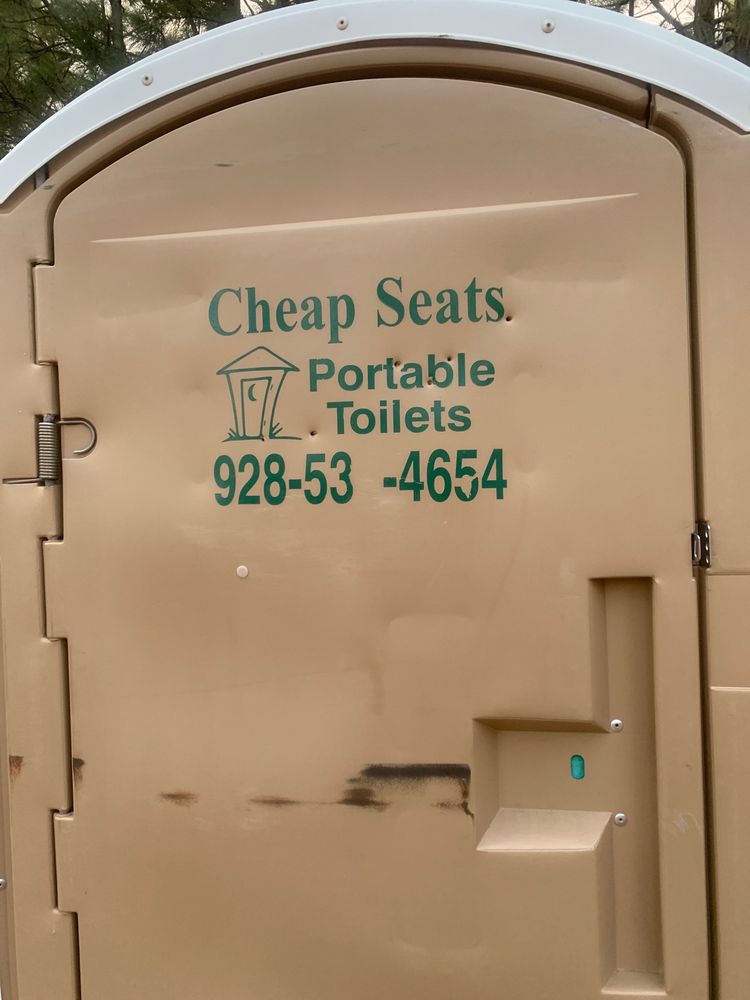 Cheap Seats
Portable
Toilets
928-53 -4654